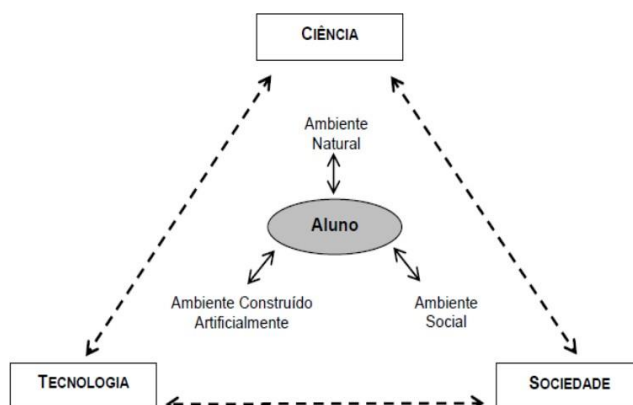 CIÊNCIA
Ambiente
Natural
Aluno
Ambiente Construído
Artificialmente
Ambiente
Social
TECNOLOGIA
SOCIEDADE